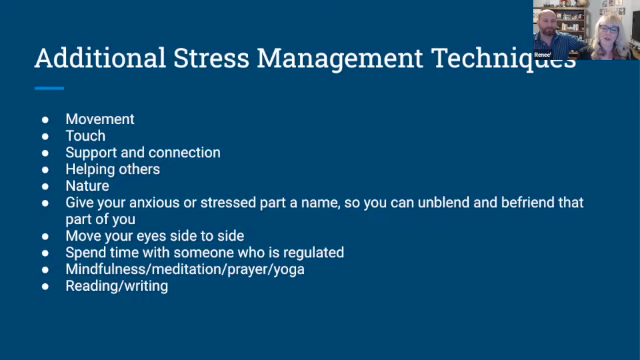 Additional Stress Management Techniques
Renee'
● Movement
● Touch
● Support and connection
● Helping others
● Nature
● Give your anxious or stressed part a name, so you can unblend and befriend that
part of you
● Move your eyes side to side
● Spend time with someone who is regulated
● Mindfulness/meditation/prayer/yoga
● Reading/writing